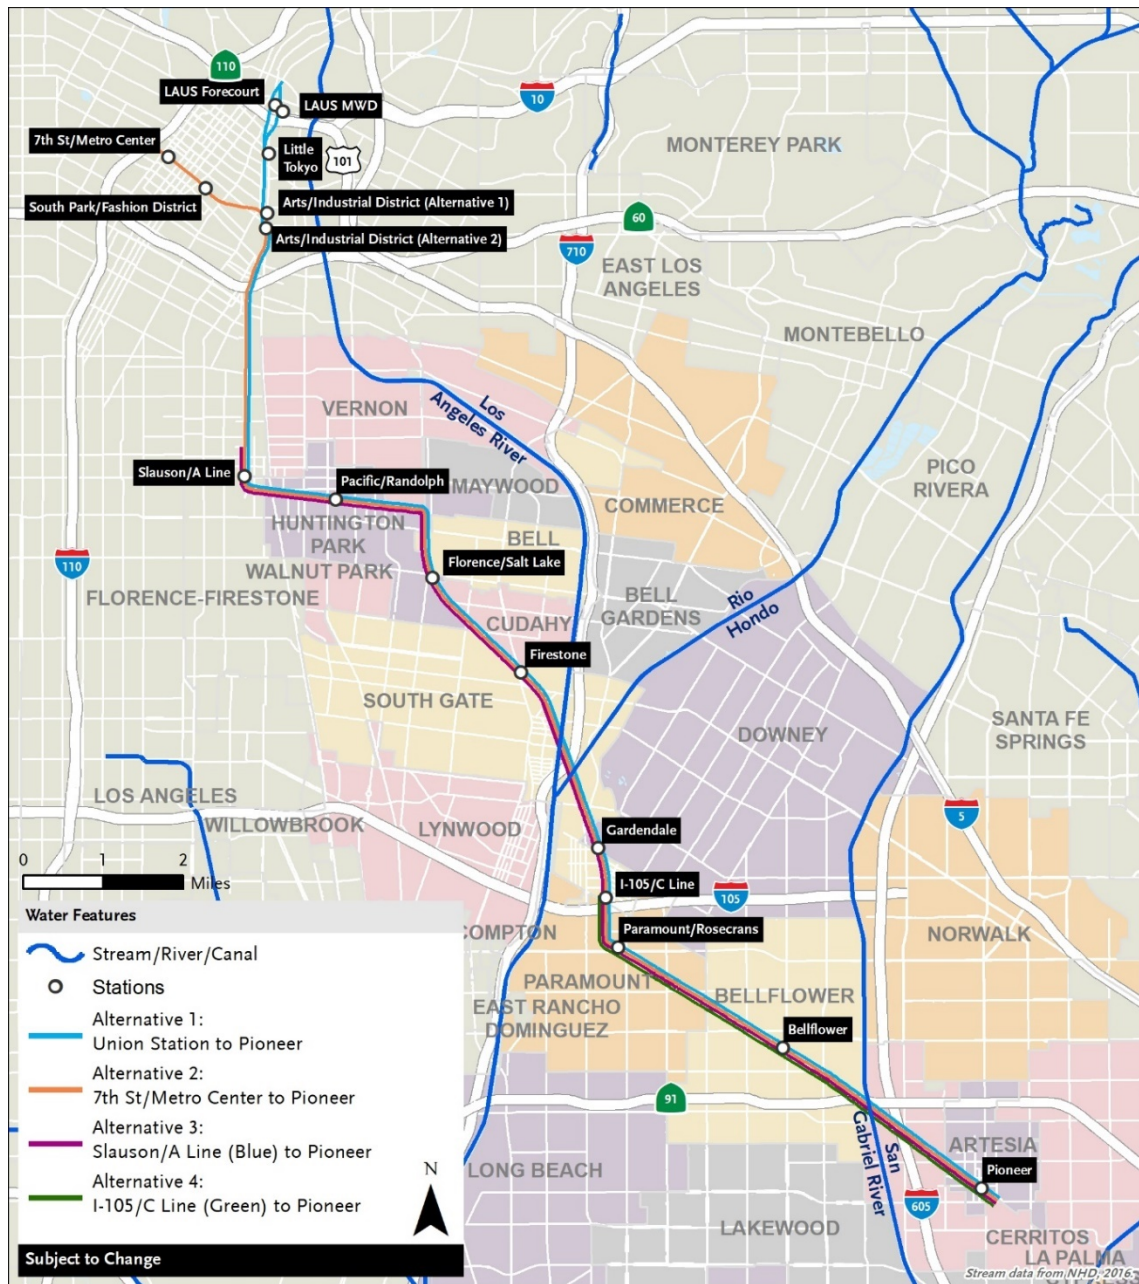 110
LAUS Forecourt
LAUS MWD
10
7th St/Metro Center
Little
Tokyo
101
MONTEREY PARK
South Park/Fashion District
Arts/Industrial District (Alternative 1)
Arts/Industrial District (Alternative 2)
60
710
EAST LOS
ANGELES
MONTEBELLO
VERNON
Los
Angeles River
Slauson/A Line
Pacific/Randolph
MAYWOOD
PICO
RIVERA
COMMERCE
HUNTINGTON
PARK
BELL
110
WALNUT PARK
Florence/Salt Lake
FLORENCE-FIRESTONE
BELL
GARDENS
Rio
Hondo
CUDAHY
Firestone
SOUTH GATE
DOWNEY
SANTA FE
SPRINGS
LOS ANGELES
WILLOWBROOK
LYNWOOD
5
Gardendale
0 1 2
Miles
I-105/C Line
105
Paramount/Rosecrans
COMPTON
NORWALK
PARAMOUNT
EAST RANCHO
DOMINGUEZ
BELLFLOWER
Bellflower
91
San
Gabriel River
ARTESIA
Pioneer
LONG BEACH
605
LAKEWOOD
CERRITOS
LA PALMA
Water Features
Stream/River/Canal
Stations
Alternative 1:
Union Station to Pioneer
Alternative 2:
7th St/Metro Center to Pioneer
Alternative 3:
Slauson/A Line (Blue) to Pioneer
Alternative 4:
I-105/C Line (Green) to Pioneer
N
Subject to Change
Stream data from NHD, 2016